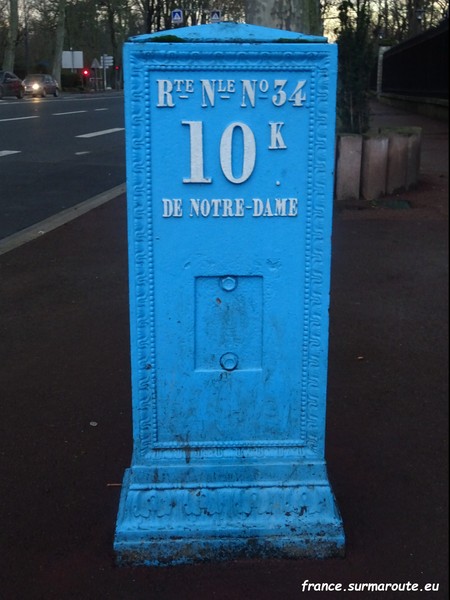 RTE NLE NO 34
10 K
DE NOTRE-DAME
france.surmaroute.eu